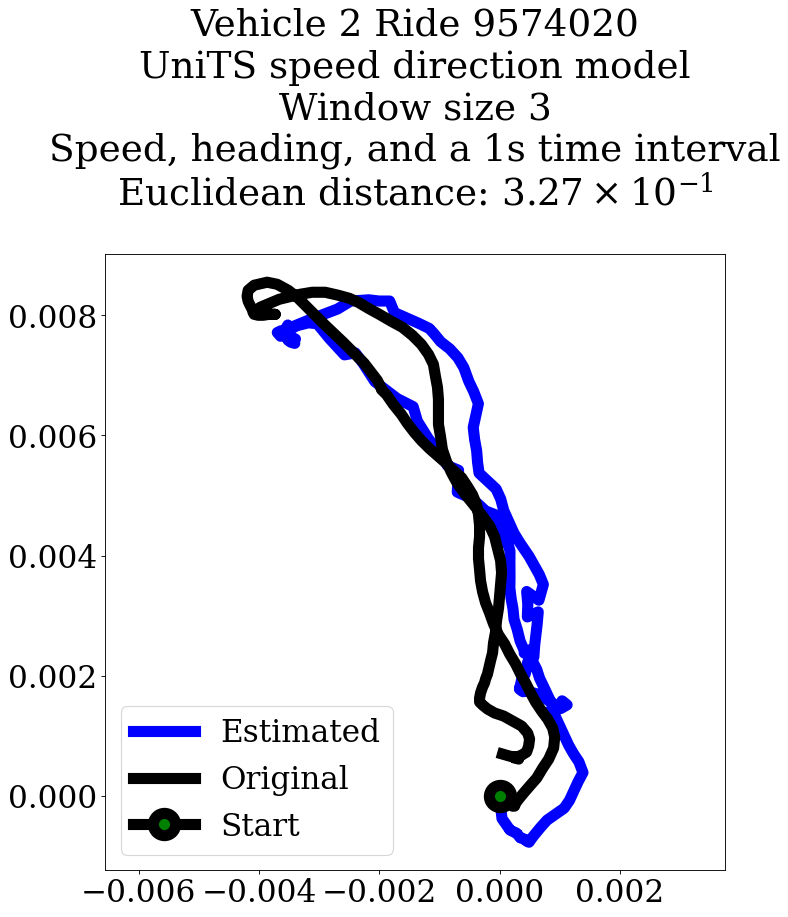 Vehicle 2 Ride 9574020
UniTS speed direction model
Window size 3
Speed, heading, and a 1s time interval
Euclidean distance: 3.27 × 10⁻¹
0.008
0.006
0.004
0.002
0.000
Estimated
Original
Start
−0.006 −0.004 −0.002 0.000 0.002